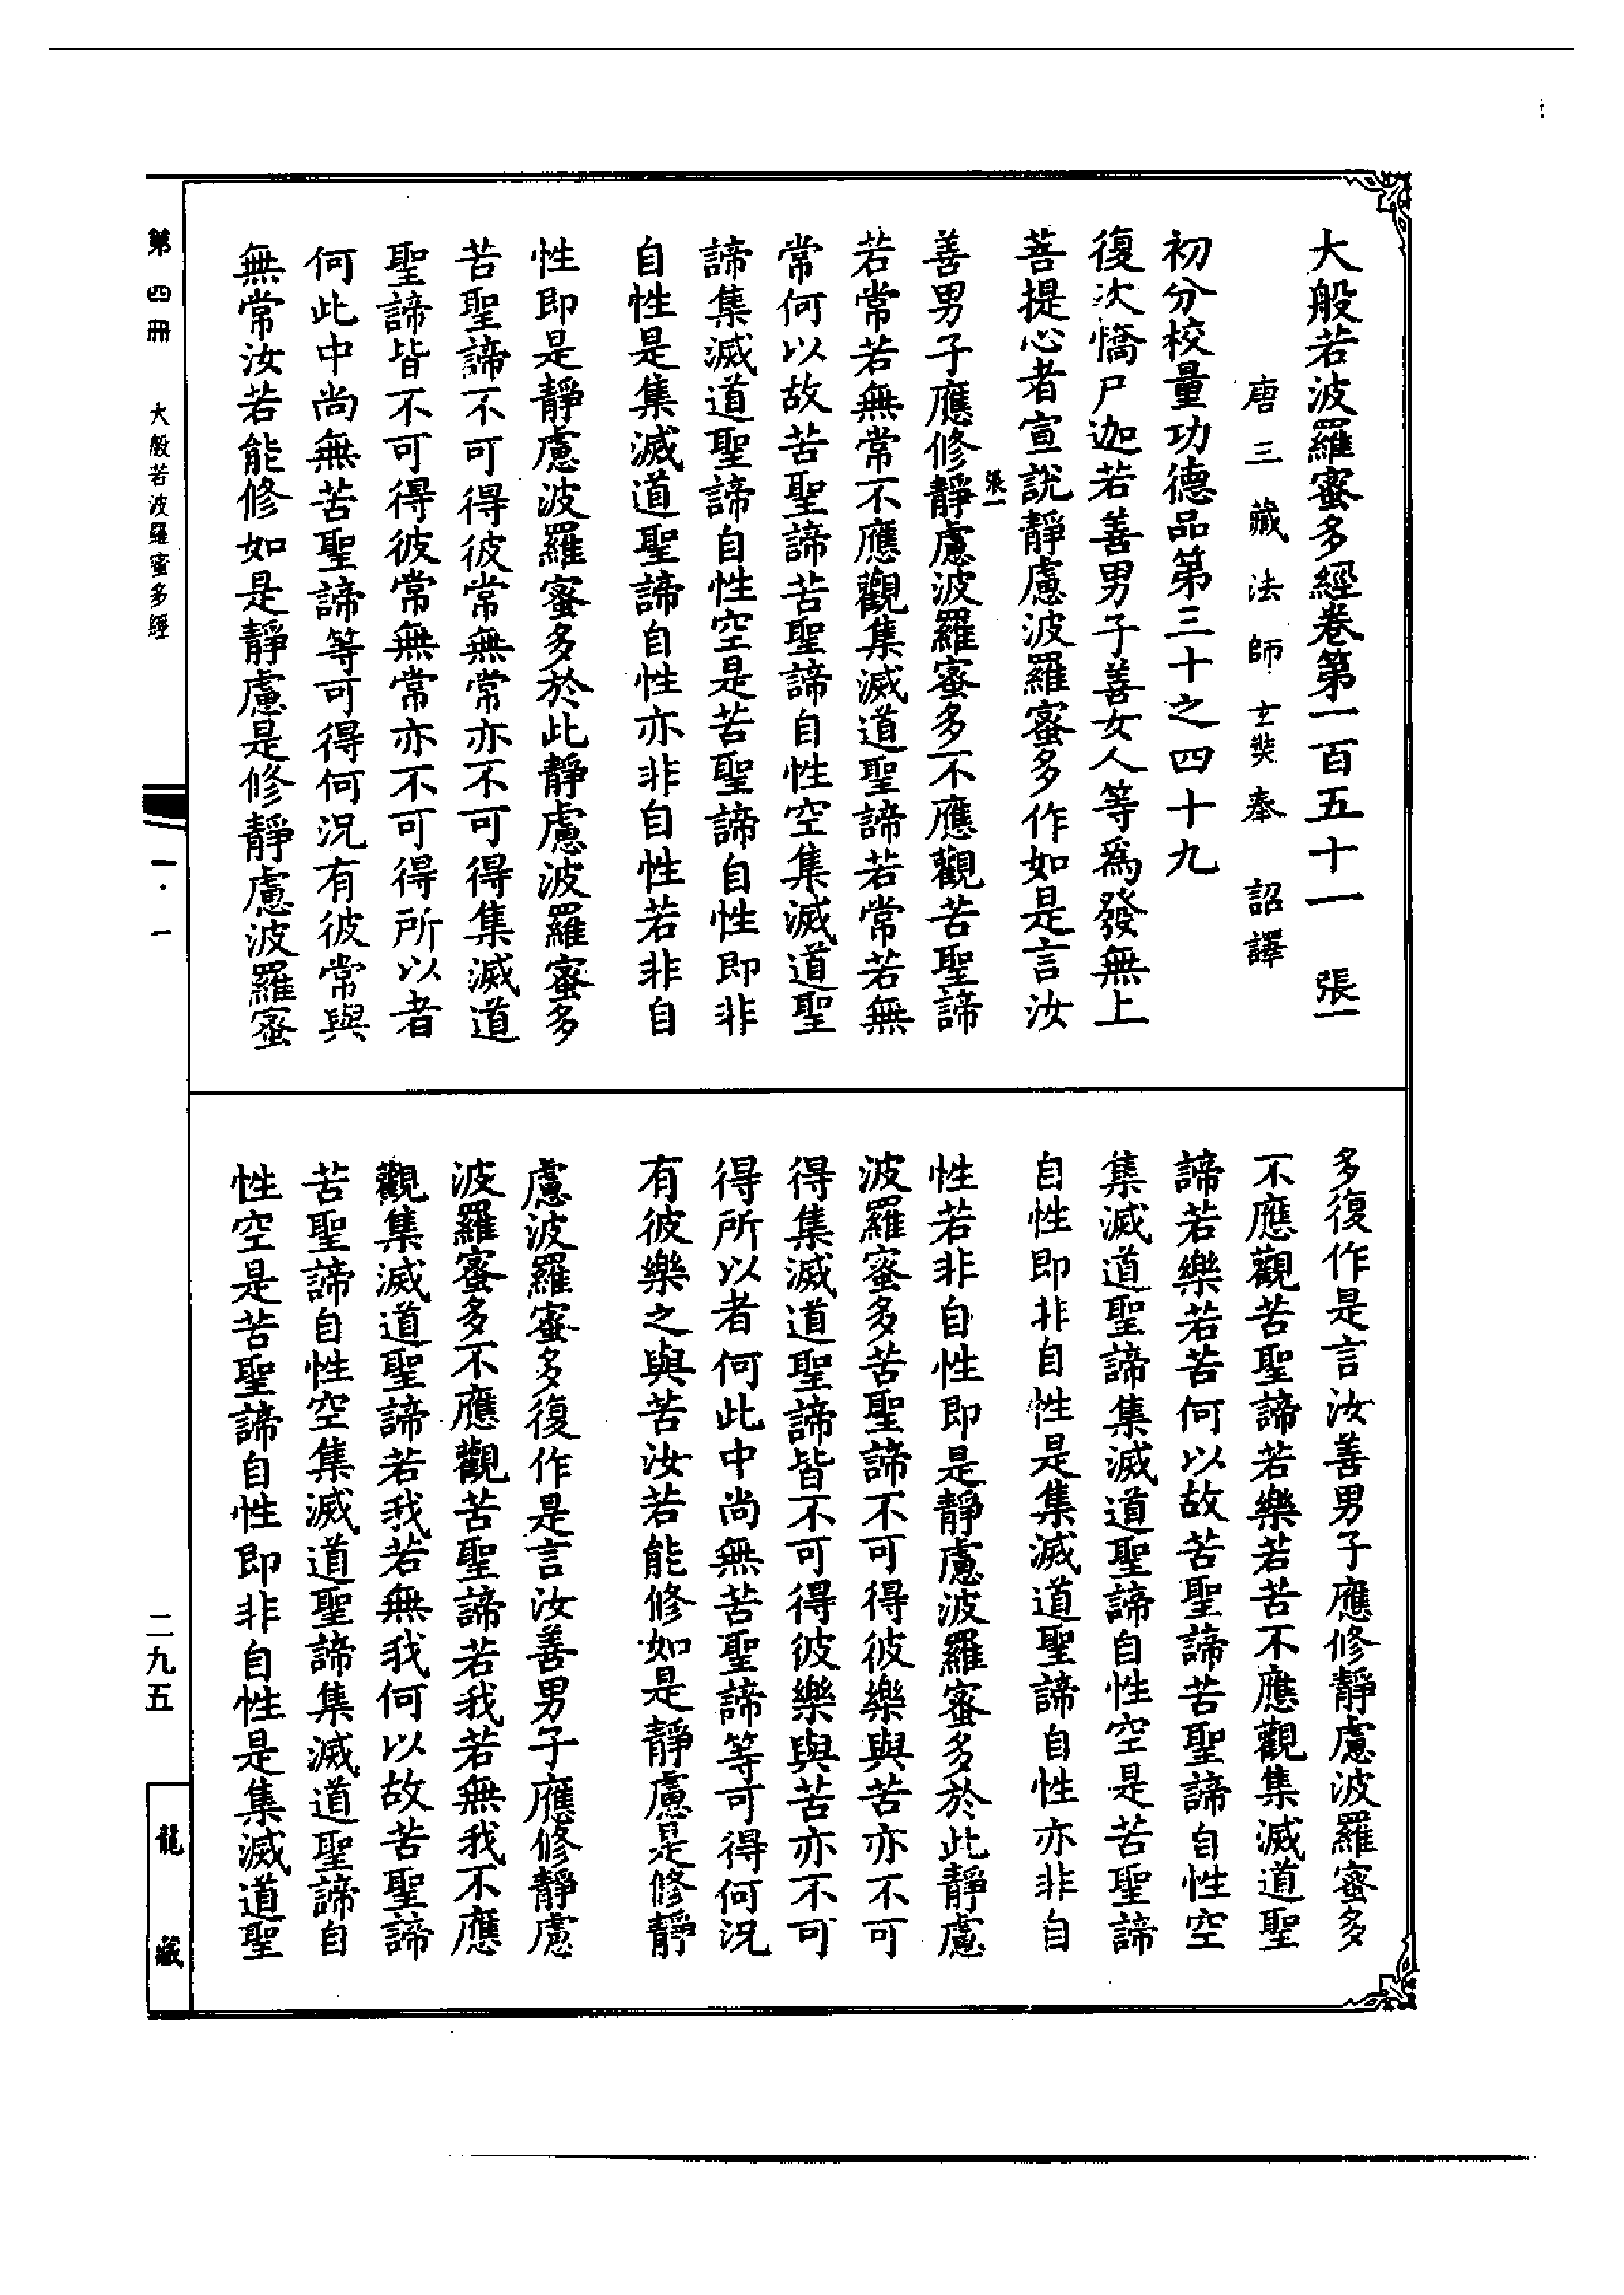 大般若波羅蜜多經卷第一百五十一　張一
唐三藏法師玄奘奉　詔譯
初分校量功德品第三十之四十九
復次憍尸迦若善男子善女人等為發無上
菩提心者宣說靜慮波羅蜜多作如是言汝
張一
善男子應修靜慮波羅蜜多不應觀苦聖諦
若常若無常不應觀集滅道聖諦若常若無
常何以故苦聖諦苦聖諦自性空集滅道聖
諦集滅道聖諦自性空是苦聖諦自性即非
自性是集滅道聖諦自性亦非自性若非自
性即是靜慮波羅蜜多於此靜慮波羅蜜多
苦聖諦不可得彼常無常亦不可得集滅道
聖諦皆不可得彼常無常亦不可得所以者
何此中尚無苦聖諦等可得何況有彼常與
無常汝若能修如是靜慮是修靜慮波羅蜜
多復作是言汝善男子應修靜慮波羅蜜多
不應觀苦聖諦若樂若苦不應觀集滅道聖
諦若樂若苦何以故苦聖諦苦聖諦自性空
集滅道聖諦集滅道聖諦自性空是苦聖諦
自性即非自性是集滅道聖諦自性亦非自
性若非自性即是靜慮波羅蜜多於此靜慮
波羅蜜多苦聖諦不可得彼樂與苦亦不可
得集滅道聖諦皆不可得彼樂與苦亦不可
得所以者何此中尚無苦聖諦等可得何況
有彼樂之與苦汝若能修如是靜慮是修靜
慮波羅蜜多復作是言汝善男子應修靜慮
波羅蜜多不應觀苦聖諦若我若無我不應
觀集滅道聖諦若我若無我何以故苦聖諦
苦聖諦自性空集滅道聖諦集滅道聖諦自
性空是苦聖諦自性即非自性是集滅道聖
第四冊　大般若波羅蜜多經
一·一
二九五
龍藏